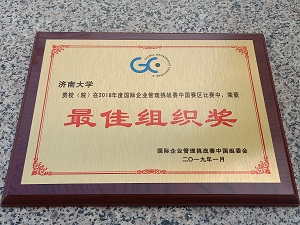 GC
济南大学
贵校（院）在2018年度国际企业管理挑战赛中国赛区比赛中，荣获
最佳组织奖
国际企业管理挑战赛中国组委会
二〇一九年一月